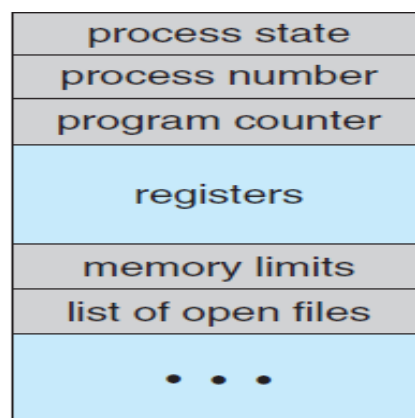 process state
process number
program counter
registers
memory limits
list of open files
• • •